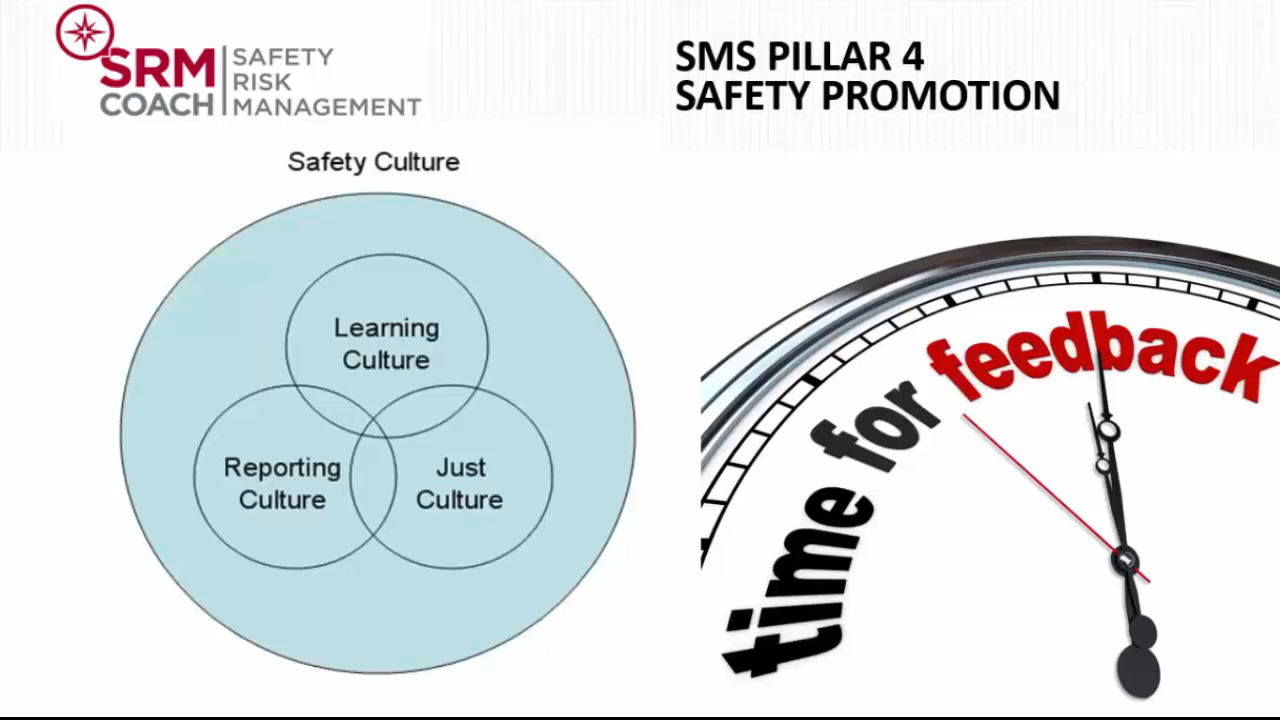 SRM
COACH
SAFETY
RISK
MANAGEMENT
SMS PILLAR 4
SAFETY PROMOTION
Safety Culture
Learning
Culture
Reporting
Culture
Just
Culture
time for feedback